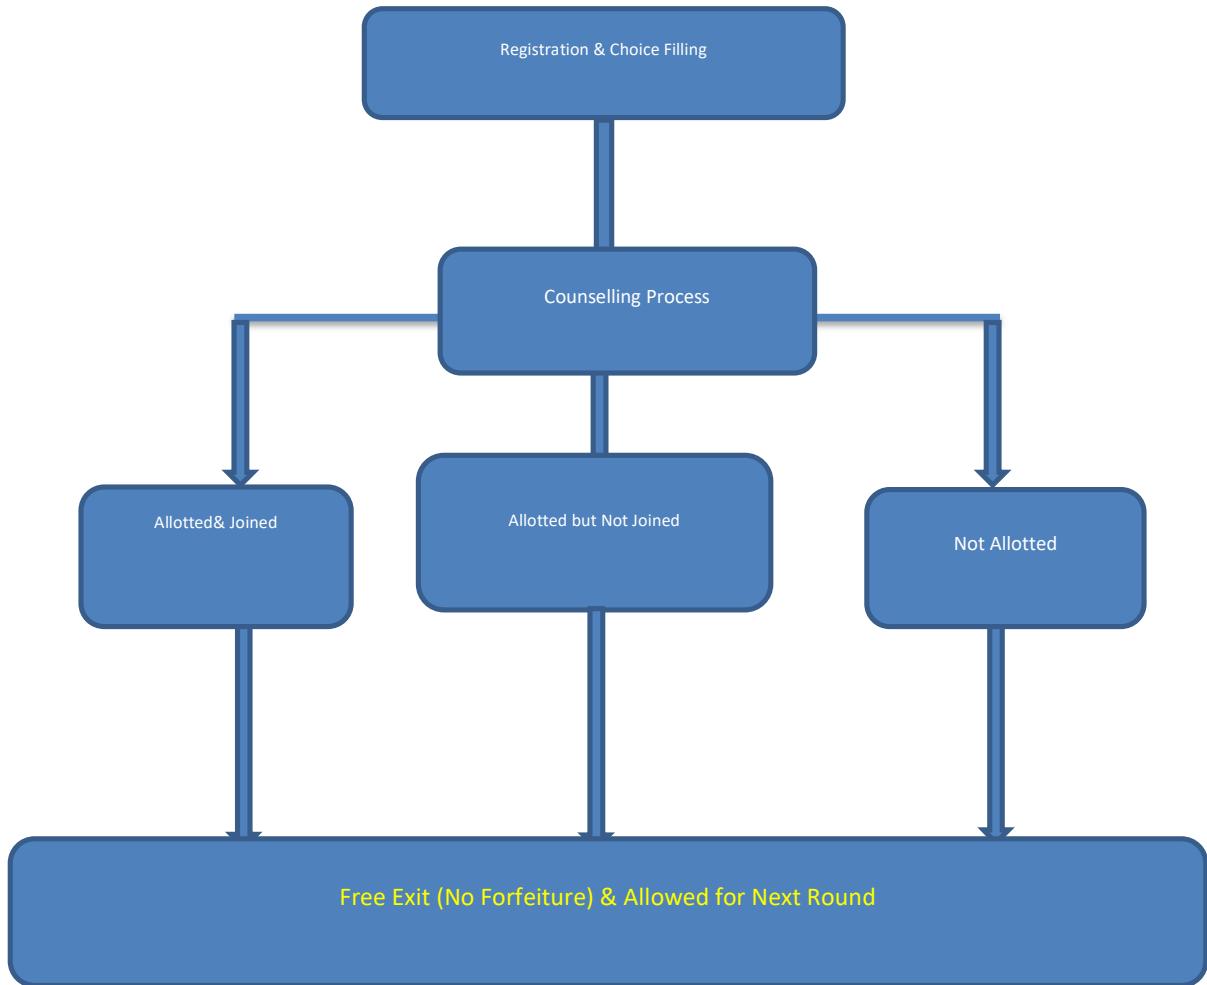 Registration & Choice Filling
Counselling Process
Allotted& Joined
Allotted but Not Joined
Not Allotted
Free Exit (No Forfeiture) & Allowed for Next Round